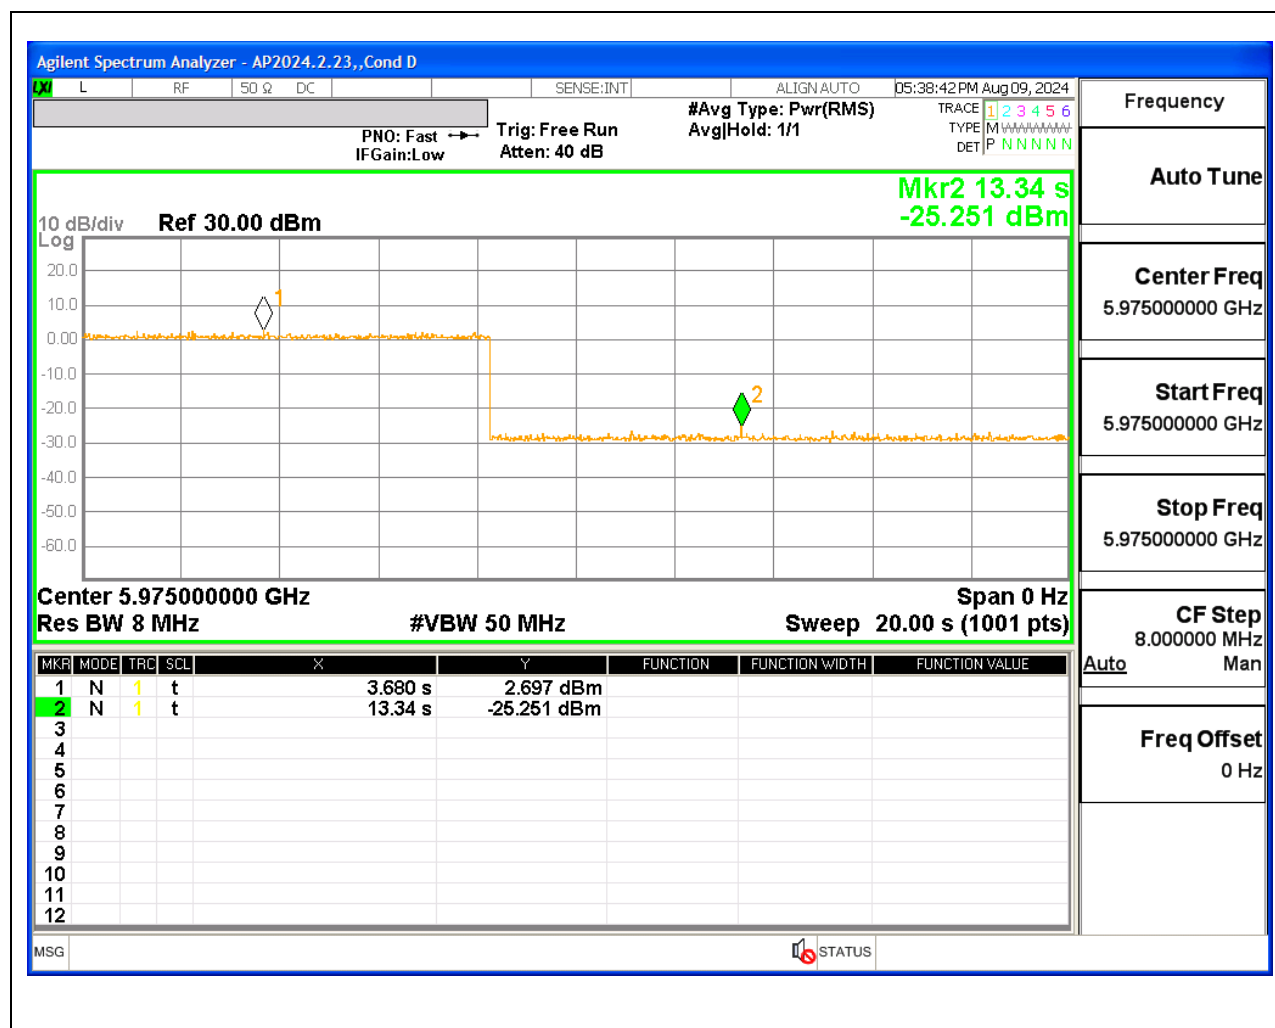 Agilent Spectrum Analyzer - AP2024.2.23,,Cond D
LXI L RF 50 Ω DC SENSE:INT ALIGN AUTO 05:38:42 PM Aug 09, 2024
PNO: Fast
IFGain:Low
Trig: Free Run
Atten: 40 dB
#Avg Type: Pwr(RMS)
Avg|Hold: 1/1
TRACE 1 2 3 4 5 6
TYPE M WWWWW
DET P N N N N N
Mkr2 13.34 s
-25.251 dBm
10 dB/div Ref 30.00 dBm
Log
20.0
10.0
0.00
-10.0
-20.0
-30.0
-40.0
-50.0
-60.0
1
2
Center 5.975000000 GHz Span 0 Hz
Res BW 8 MHz #VBW 50 MHz Sweep 20.00 s (1001 pts)
MKR MODE TRC SCL X Y FUNCTION FUNCTION WIDTH FUNCTION VALUE
1 N 1 t 3.680 s 2.697 dBm
2 N 1 t 13.34 s -25.251 dBm
3
4
5
6
7
8
9
10
11
12
MSG STATUS
Frequency
Auto Tune
Center Freq
5.975000000 GHz
Start Freq
5.975000000 GHz
Stop Freq
5.975000000 GHz
CF Step
8.000000 MHz
Auto Man
Freq Offset
0 Hz